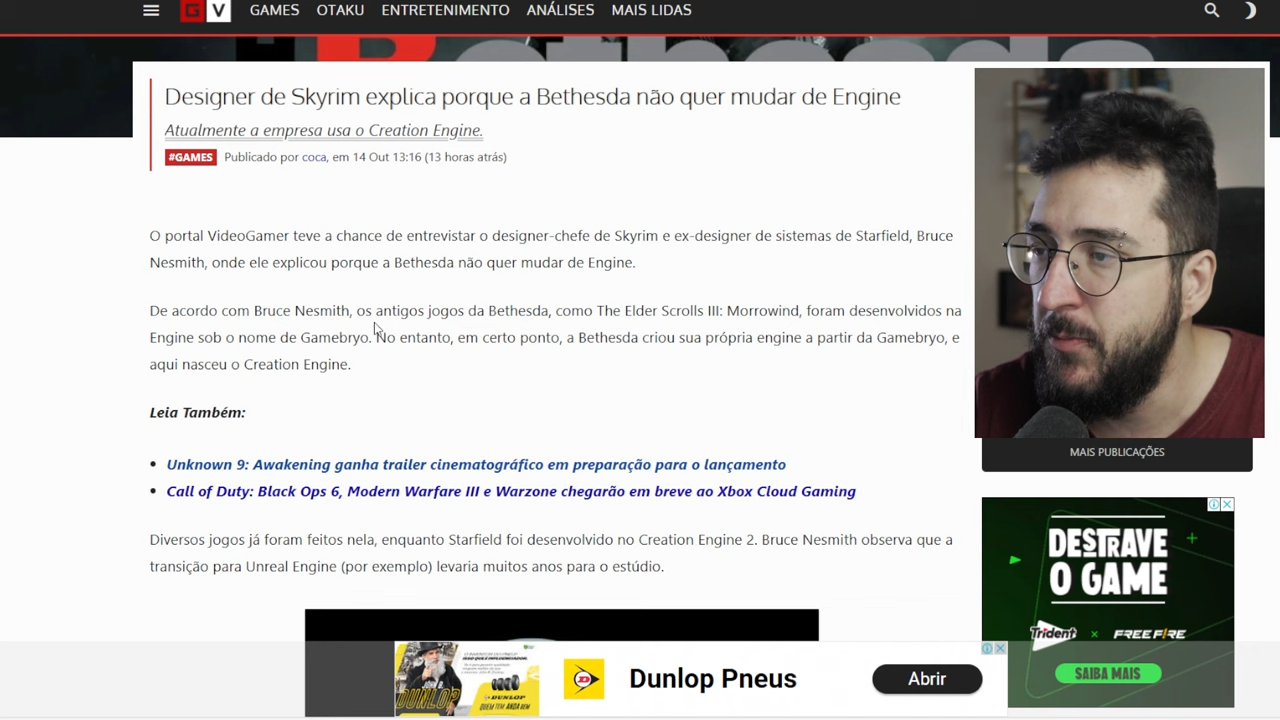 G V
GAMES OTAKU ENTRETENIMENTO ANÁLISES MAIS LIDAS
Bethesda
Designer de Skyrim explica porque a Bethesda não quer mudar de Engine
Atualmente a empresa usa o Creation Engine.
#GAMES Publicado por coca, em 14 Out 13:16 (13 horas atrás)
O portal VideoGamer teve a chance de entrevistar o designer-chefe de Skyrim e ex-designer de sistemas de Starfield, Bruce
Nesmith, onde ele explicou porque a Bethesda não quer mudar de Engine.
De acordo com Bruce Nesmith, os antigos jogos da Bethesda, como The Elder Scrolls III: Morrowind, foram desenvolvidos na
Engine sob o nome de Gamebryo. No entanto, em certo ponto, a Bethesda criou sua própria engine a partir da Gamebryo, e
aqui nasceu o Creation Engine.
Leia Também:
• Unknown 9: Awakening ganha trailer cinematográfico em preparação para o lançamento
• Call of Duty: Black Ops 6, Modern Warfare III e Warzone chegarão em breve ao Xbox Cloud Gaming
Diversos jogos já foram feitos nela, enquanto Starfield foi desenvolvido no Creation Engine 2. Bruce Nesmith observa que a
transição para Unreal Engine (por exemplo) levaria muitos anos para o estúdio.
MAIS PUBLICAÇÕES
DESTRAVE
O GAME
Trident × FREE FIRE
SAIBA MAIS
JOHN B.
DUNLOP
DUNLOP
QUEM TEM ANDA BEM
Dunlop Pneus
Abrir